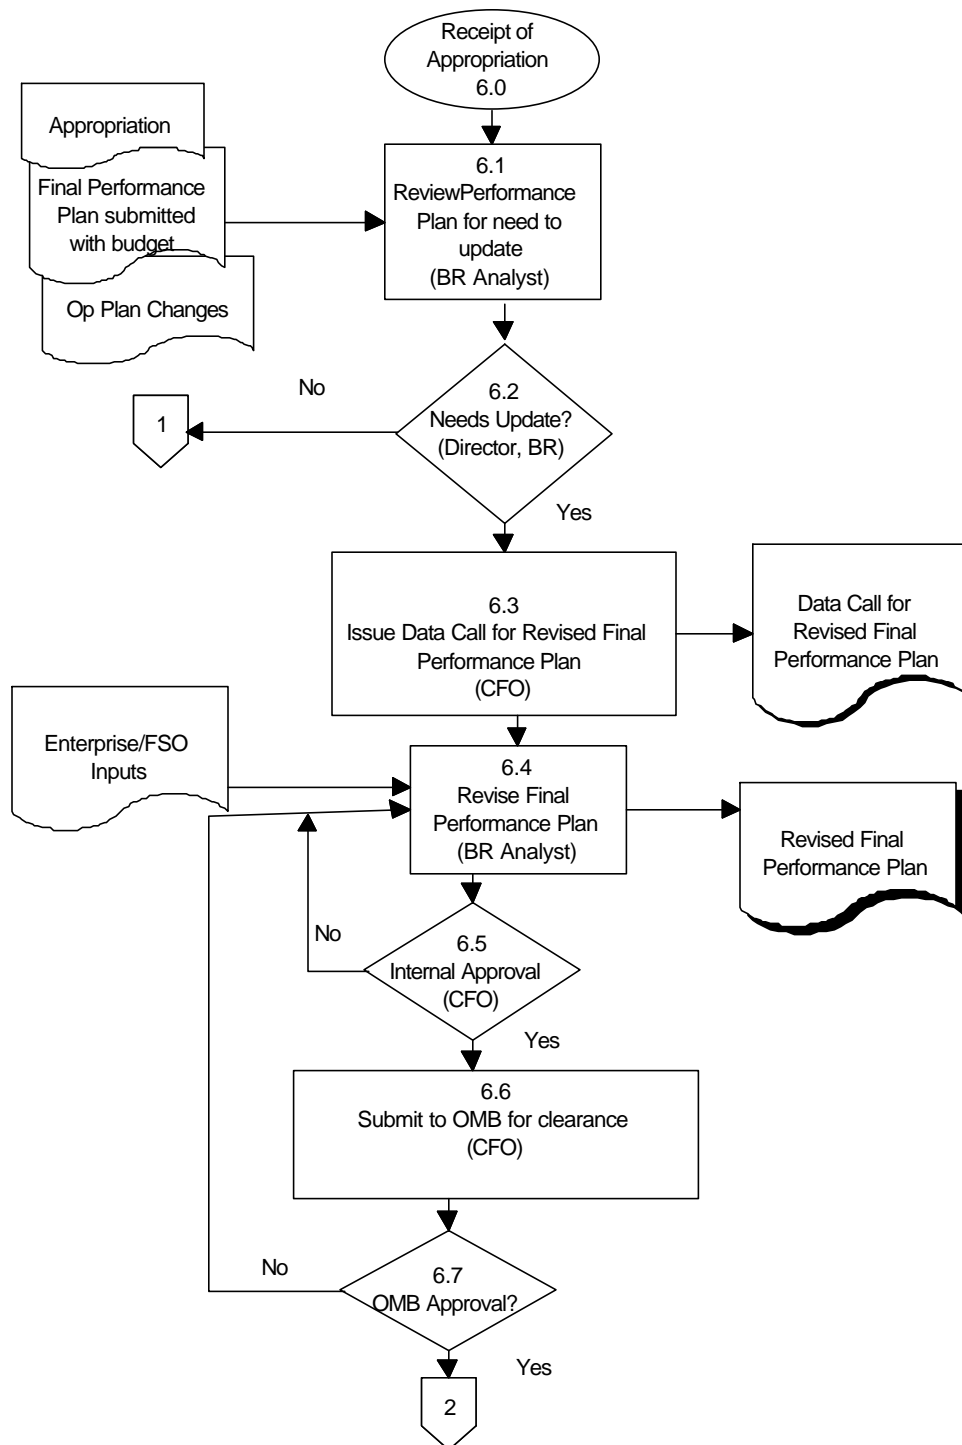 Receipt of
Appropriation
6.0
Appropriation
Final Performance
Plan submitted
with budget
Op Plan Changes
6.1
ReviewPerformance
Plan for need to
update
(BR Analyst)
No
1
6.2
Needs Update?
(Director, BR)
Yes
6.3
Issue Data Call for Revised Final
Performance Plan
(CFO)
Data Call for
Revised Final
Performance Plan
Enterprise/FSO
Inputs
6.4
Revise Final
Performance Plan
(BR Analyst)
Revised Final
Performance Plan
No
6.5
Internal Approval
(CFO)
Yes
6.6
Submit to OMB for clearance
(CFO)
No
6.7
OMB Approval?
Yes
2